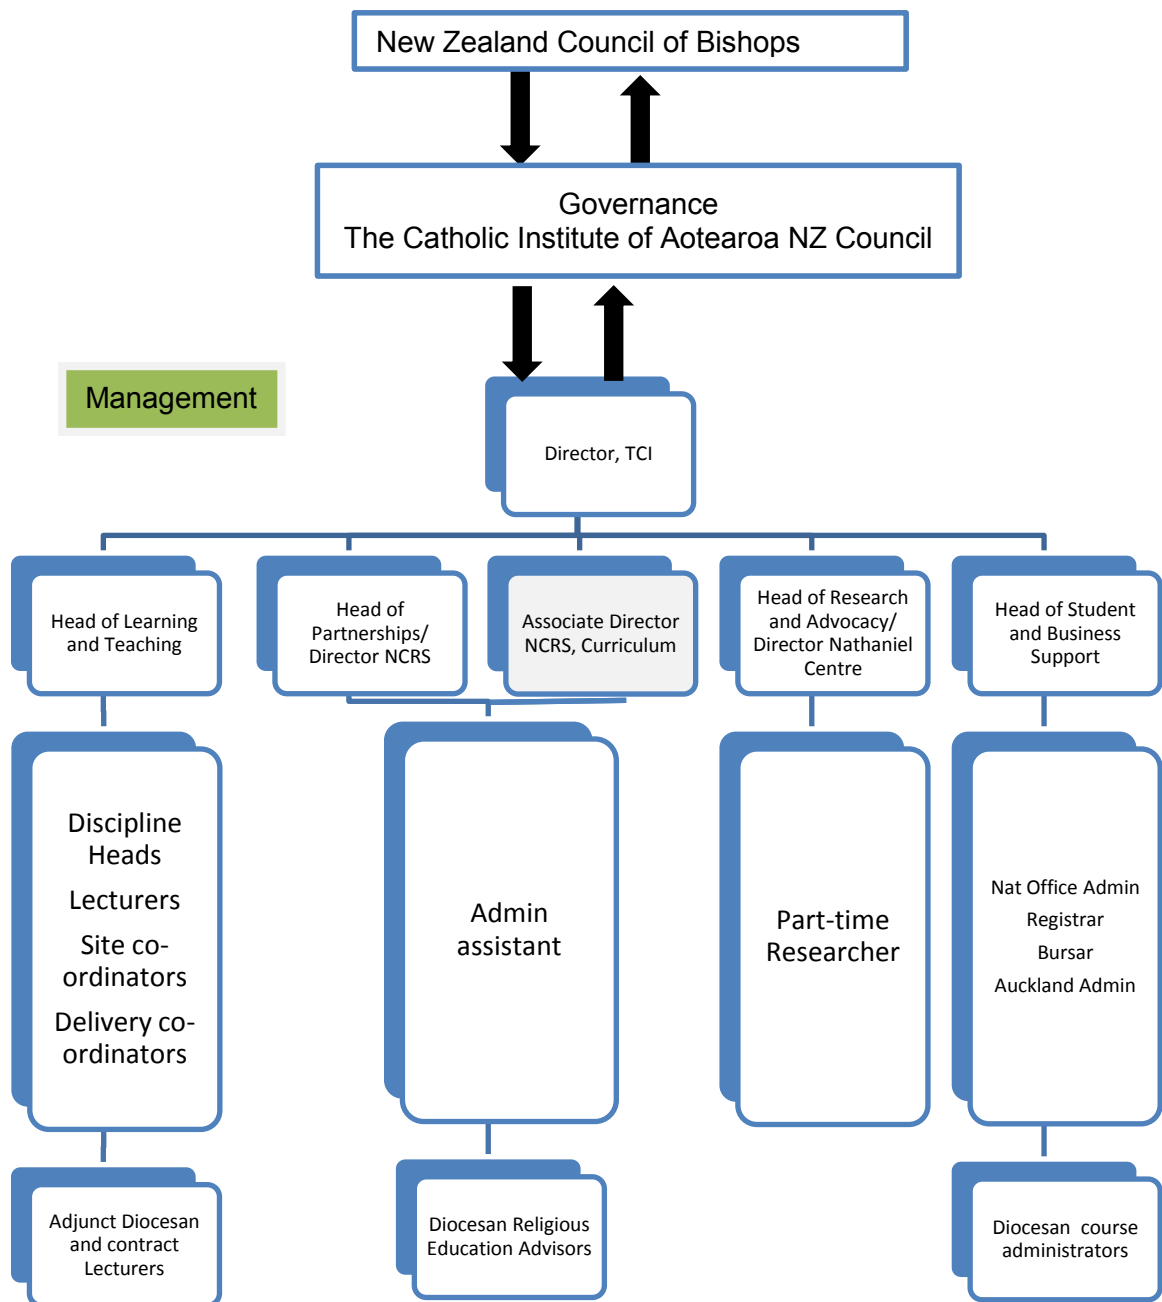 New Zealand Council of Bishops
Governance
The Catholic Institute of Aotearoa NZ Council
Management
Director, TCI
Head of Learning
and Teaching
Head of
Partnerships/
Director NCRS
Associate Director
NCRS, Curriculum
Head of Research
and Advocacy/
Director Nathaniel
Centre
Head of Student
and Business
Support
Discipline
Heads
Lecturers
Site co-
ordinators
Delivery co-
ordinators
Admin
assistant
Part-time
Researcher
Nat Office Admin
Registrar
Bursar
Auckland Admin
Adjunct Diocesan
and contract
Lecturers
Diocesan Religious
Education Advisors
Diocesan  course
administrators